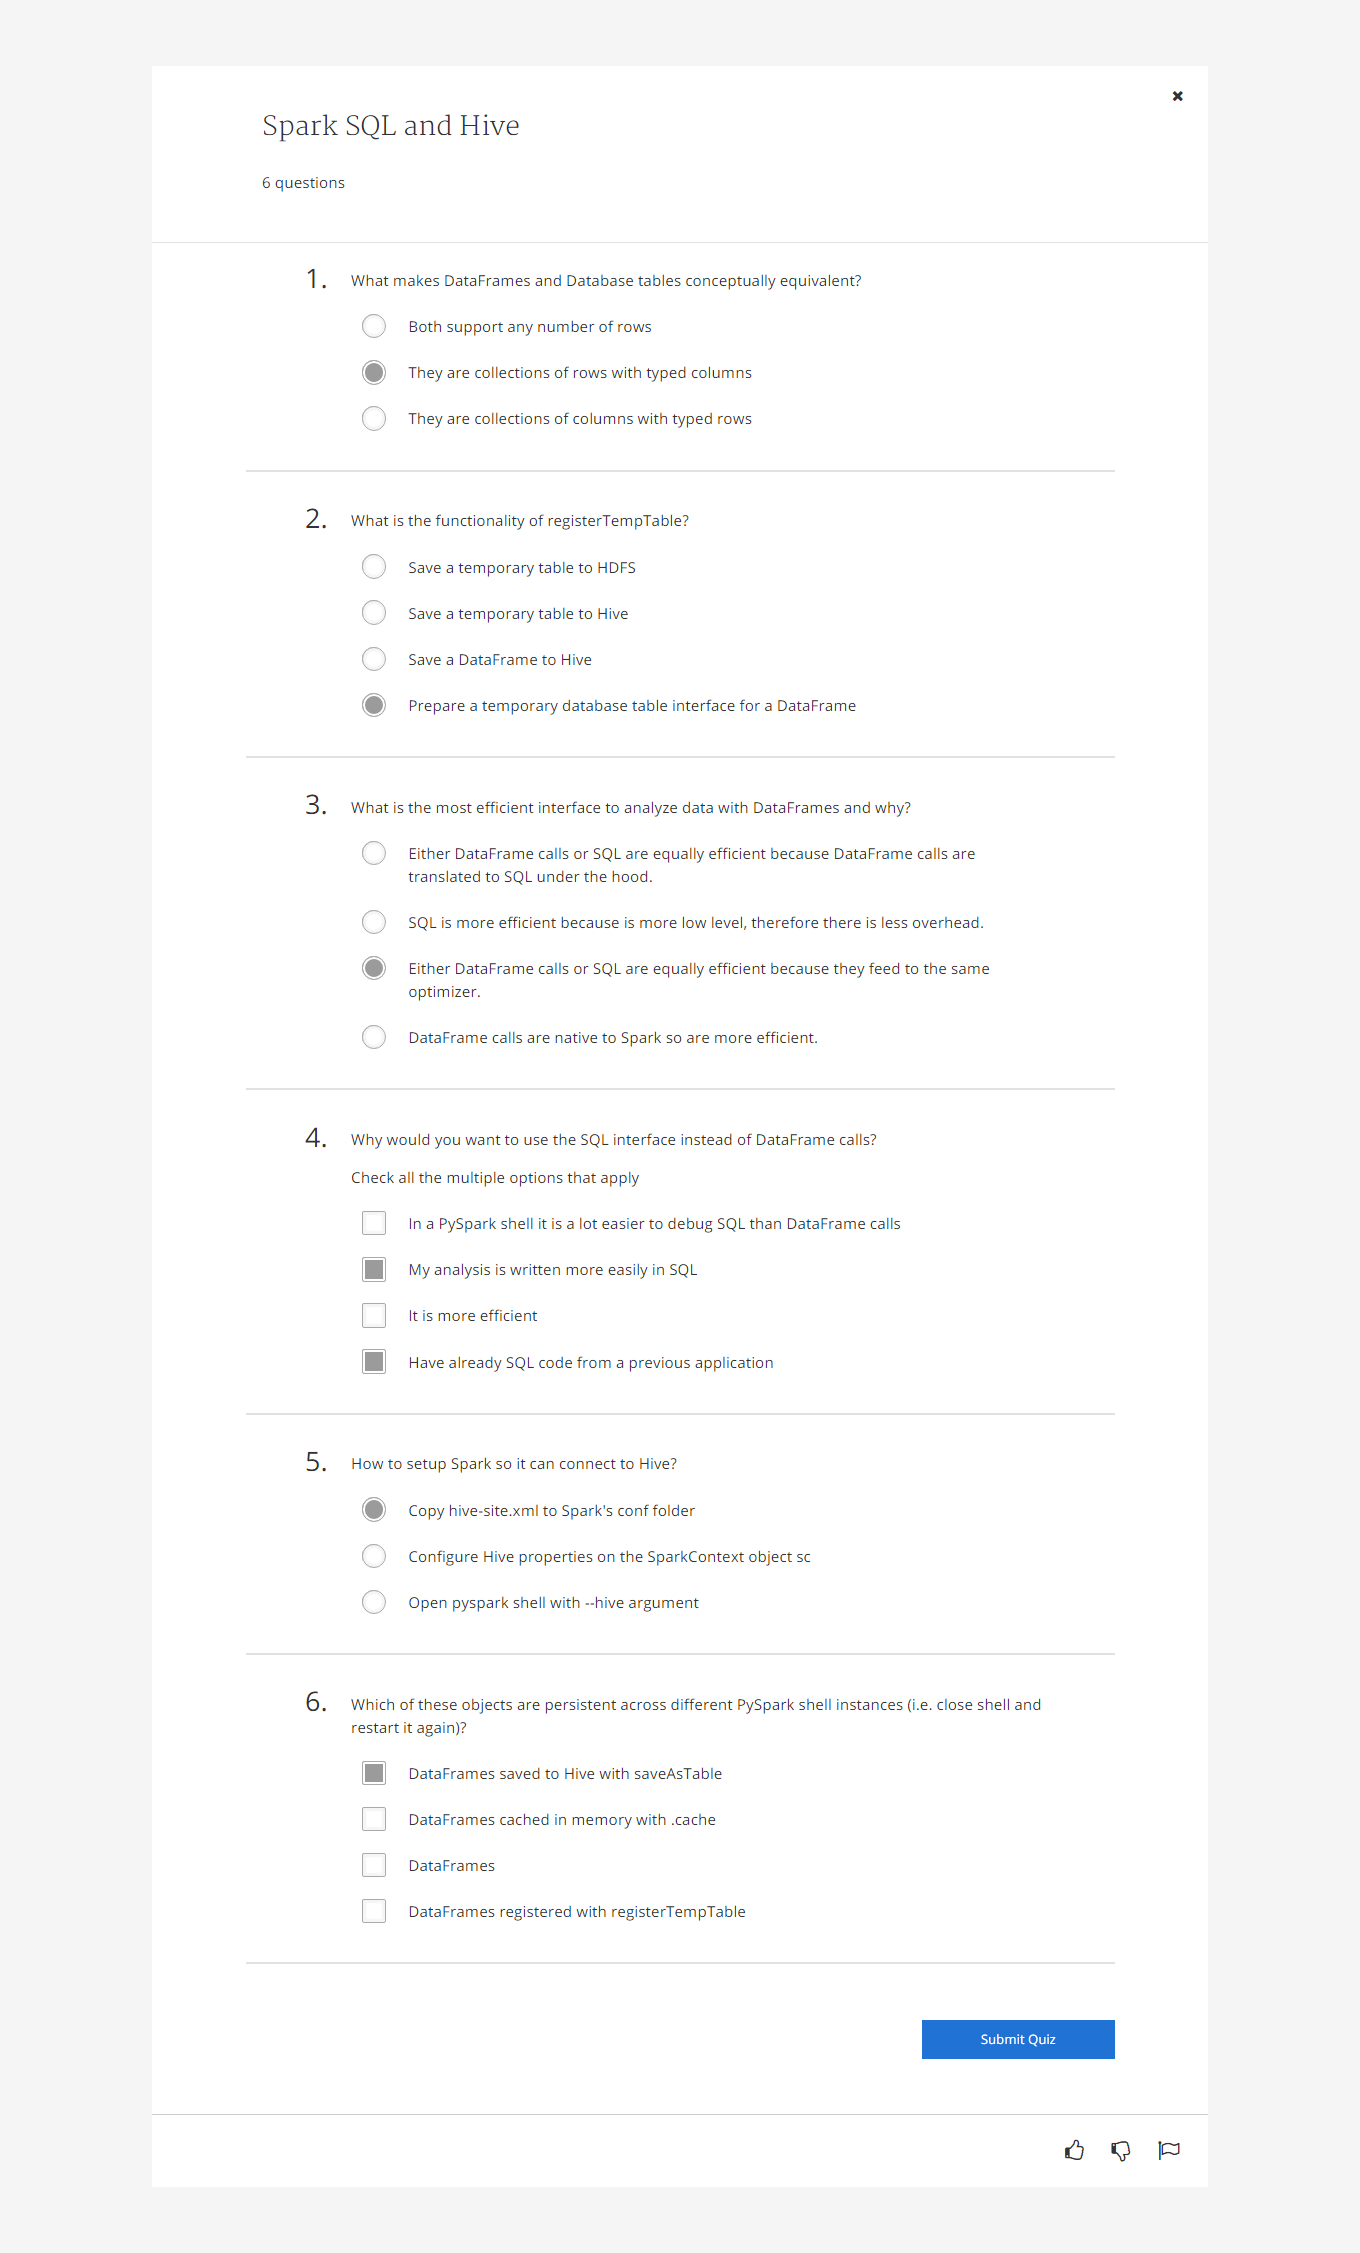 Spark SQL and Hive
6 questions
1. What makes DataFrames and Database tables conceptually equivalent?
Both support any number of rows
They are collections of rows with typed columns
They are collections of columns with typed rows
2. What is the functionality of registerTempTable?
Save a temporary table to HDFS
Save a temporary table to Hive
Save a DataFrame to Hive
Prepare a temporary database table interface for a DataFrame
3. What is the most efficient interface to analyze data with DataFrames and why?
Either DataFrame calls or SQL are equally efficient because DataFrame calls are
translated to SQL under the hood.
SQL is more efficient because is more low level, therefore there is less overhead.
Either DataFrame calls or SQL are equally efficient because they feed to the same
optimizer.
DataFrame calls are native to Spark so are more efficient.
4. Why would you want to use the SQL interface instead of DataFrame calls?
Check all the multiple options that apply
In a PySpark shell it is a lot easier to debug SQL than DataFrame calls
My analysis is written more easily in SQL
It is more efficient
Have already SQL code from a previous application
5. How to setup Spark so it can connect to Hive?
Copy hive-site.xml to Spark's conf folder
Configure Hive properties on the SparkContext object sc
Open pyspark shell with --hive argument
6. Which of these objects are persistent across different PySpark shell instances (i.e. close shell and
restart it again)?
DataFrames saved to Hive with saveAsTable
DataFrames cached in memory with .cache
DataFrames
DataFrames registered with registerTempTable
Submit Quiz